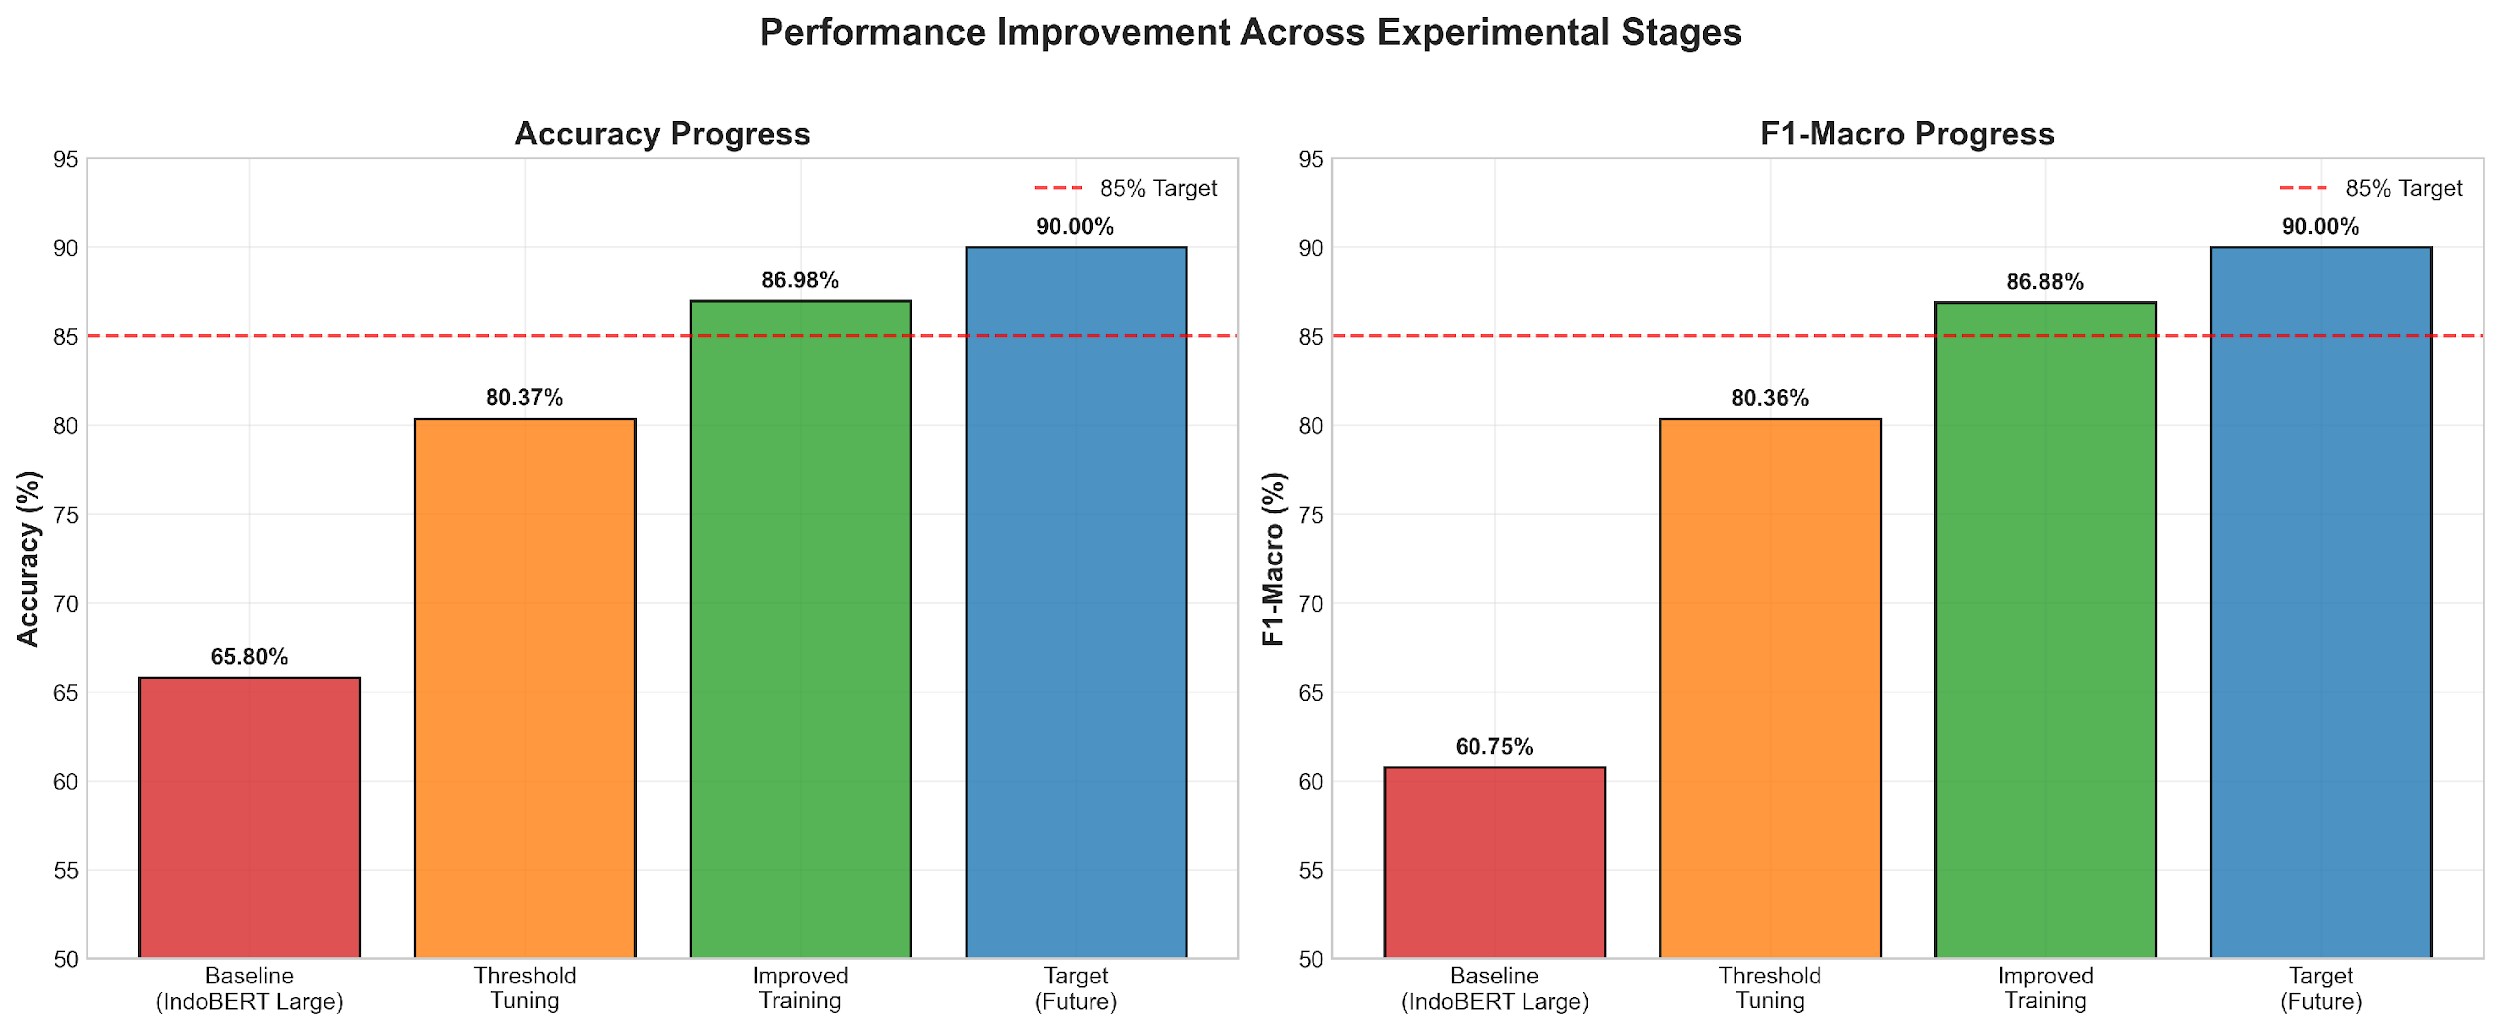 Performance Improvement Across Experimental Stages
Accuracy Progress
95
90
85
80
75
70
65
60
55
50
Accuracy (%)
85% Target
65.80%
80.37%
86.98%
90.00%
Baseline
(IndoBERT Large)
Threshold
Tuning
Improved
Training
Target
(Future)
F1-Macro Progress
95
90
85
80
75
70
65
60
55
50
F1-Macro (%)
85% Target
60.75%
80.36%
86.88%
90.00%
Baseline
(IndoBERT Large)
Threshold
Tuning
Improved
Training
Target
(Future)